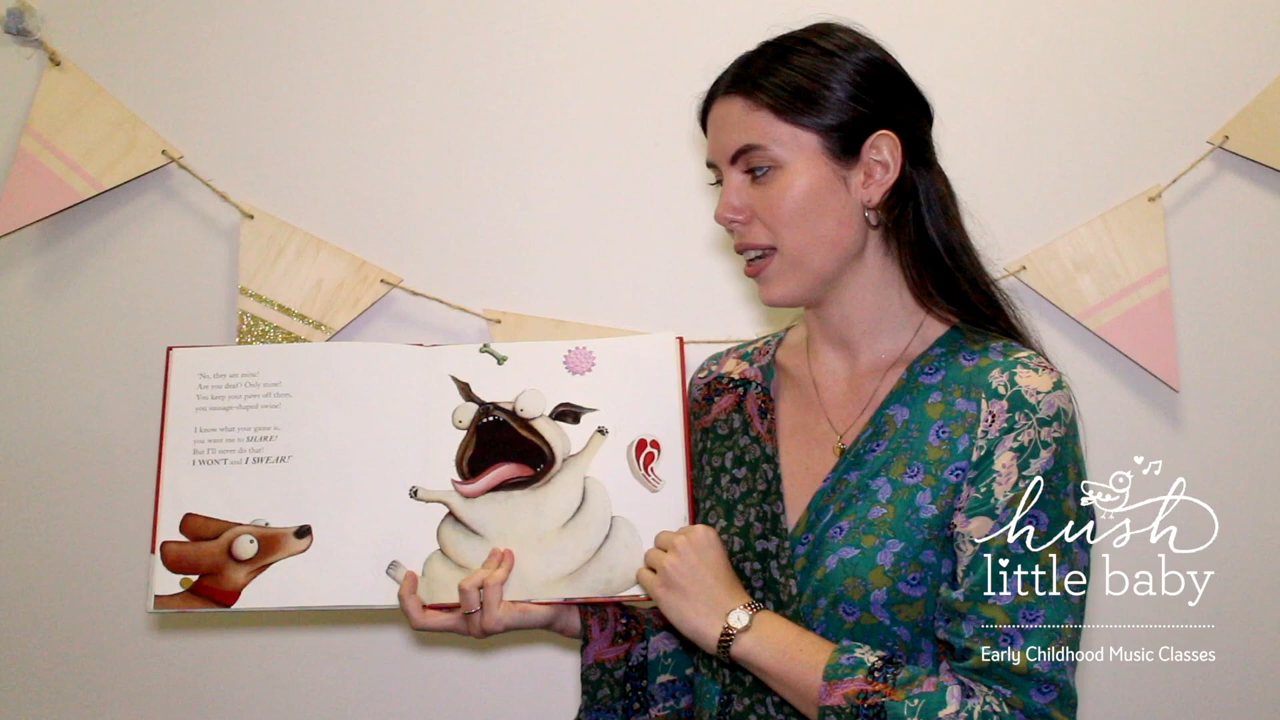 "No, they are mine!
Are you deaf? Only mine!
You keep your paws off them,
you sausage-shaped swine!
I know what your game is,
you want me to SHARE!
But I'll never do that!
I WON'T and I SWEAR!"
hush
little baby
Early Childhood Music Classes